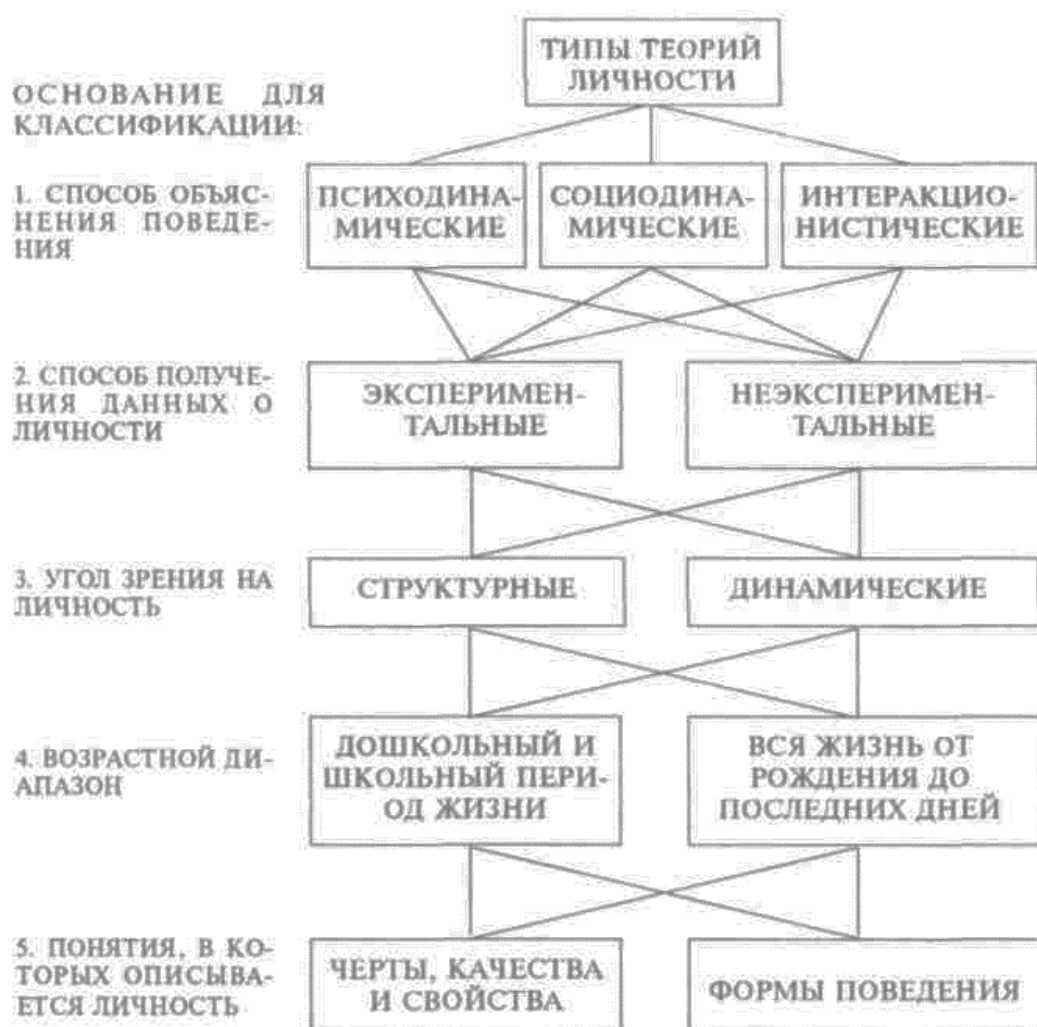 ТИПЫ ТЕОРИЙ
ЛИЧНОСТИ
ОСНОВАНИЕ ДЛЯ
КЛАССИФИКАЦИИ:
1. СПОСОБ ОБЪЯС-
НЕНИЯ ПОВЕДЕ-
НИЯ
ПСИХОДИНА-
МИЧЕСКИЕ
СОЦИОДИНА-
МИЧЕСКИЕ
ИНТЕРАКЦИО-
НИСТИЧЕСКИЕ
2. СПОСОБ ПОЛУЧЕ-
НИЯ ДАННЫХ О
ЛИЧНОСТИ
ЭКСПЕРИМЕН-
ТАЛЬНЫЕ
НЕЭКСПЕРИМЕН-
ТАЛЬНЫЕ
3. УГОЛ ЗРЕНИЯ НА
ЛИЧНОСТЬ
СТРУКТУРНЫЕ
ДИНАМИЧЕСКИЕ
4. ВОЗРАСТНОЙ ДИ-
АПАЗОН
ДОШКОЛЬНЫЙ И
ШКОЛЬНЫЙ ПЕРИ-
ОД ЖИЗНИ
ВСЯ ЖИЗНЬ ОТ
РОЖДЕНИЯ ДО
ПОСЛЕДНИХ ДНЕЙ
5. ПОНЯТИЯ, В КО-
ТОРЫХ ОПИСЫВА-
ЕТСЯ ЛИЧНОСТЬ
ЧЕРТЫ, КАЧЕСТВА
И СВОЙСТВА
ФОРМЫ ПОВЕДЕНИЯ